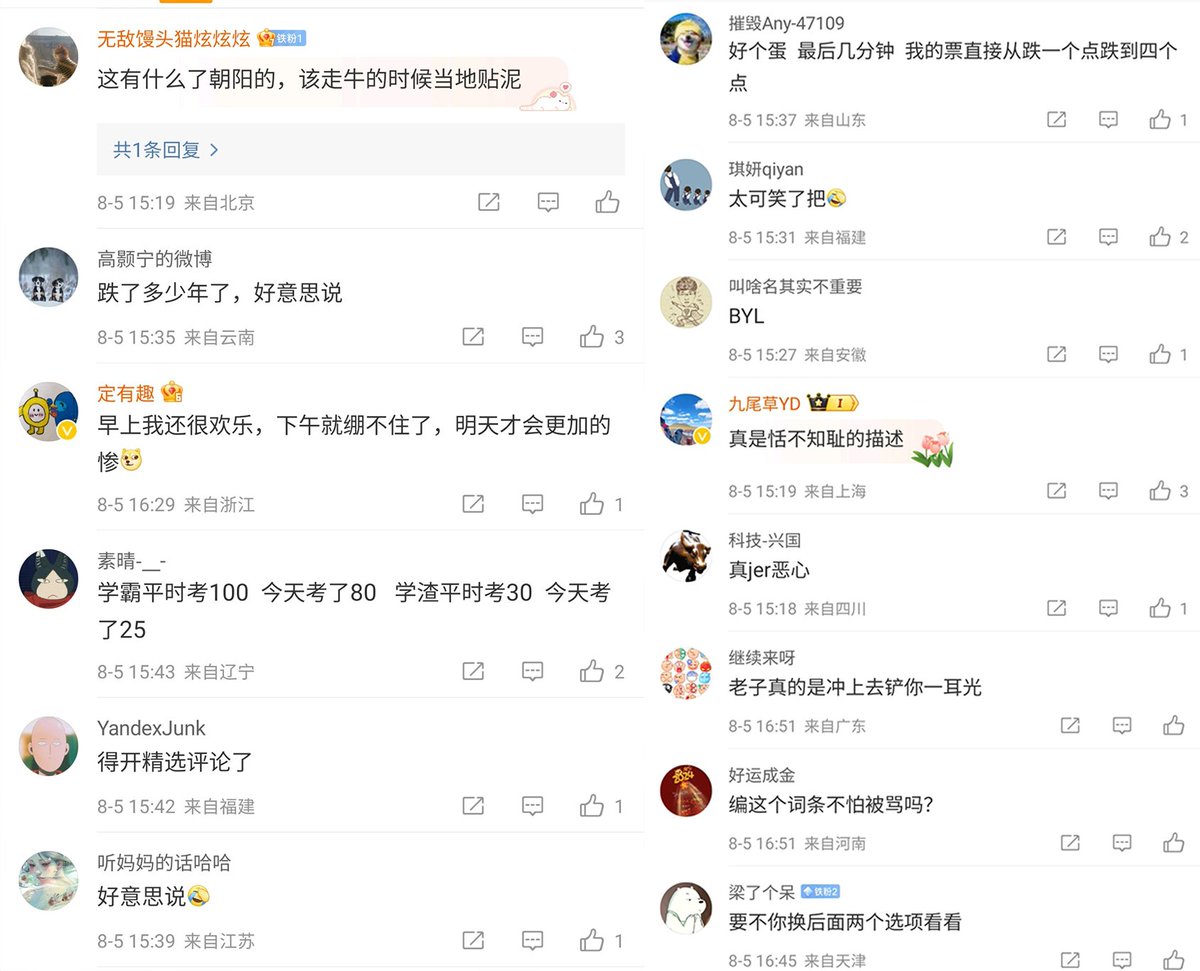 无敌馒头猫炫炫炫 铁粉1
这有什么了朝阳的，该走牛的时候当地贴泥
共1条回复 >
8-5 15:19 来自北京
高颢宁的微博
跌了多少年了，好意思说
8-5 15:35 来自云南
3
定有趣
早上我还很欢乐，下午就绷不住了，明天才会更加的
惨
8-5 16:29 来自浙江
1
素晴-__-
学霸平时考100 今天考了80 学渣平时考30 今天考
了25
8-5 15:43 来自辽宁
2
YandexJunk
得开精选评论了
8-5 15:42 来自福建
1
听妈妈的话哈哈
好意思说🤣
8-5 15:39 来自江苏
1
摧毁Any-47109
好个蛋 最后几分钟 我的票直接从跌一个点跌到四个
点
8-5 15:37 来自山东
1
琪妍qiyan
太可笑了把🤣
8-5 15:31 来自福建
2
叫啥名其实不重要
BYL
8-5 15:27 来自安徽
1
九尾草YD I
真是恬不知耻的描述
8-5 15:19 来自上海
3
科技-兴国
真jer恶心
8-5 15:18 来自四川
1
继续来呀
老子真的是冲上去铲你一耳光
8-5 16:51 来自广东
好运成金
编这个词条不怕被骂吗？
8-5 16:51 来自河南
梁了个呆 铁粉2
要不你换后面两个选项看看
8-5 16:45 来自天津